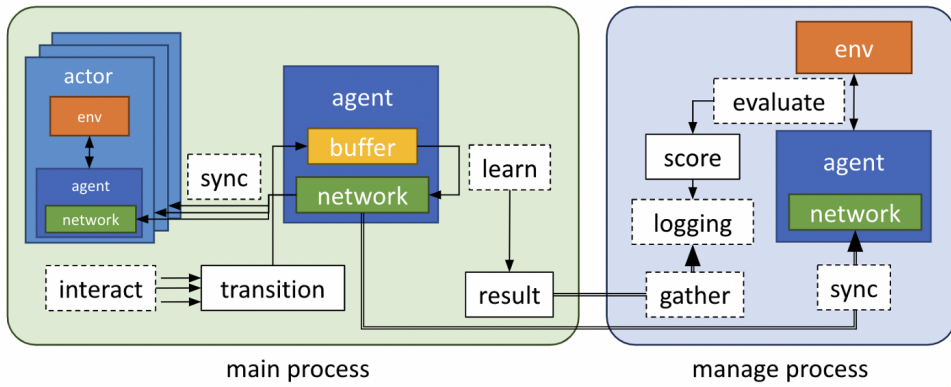 actor
env
agent
network
sync
agent
buffer
network
learn
interact
transition
result
main process
env
evaluate
score
agent
network
logging
gather
sync
manage process